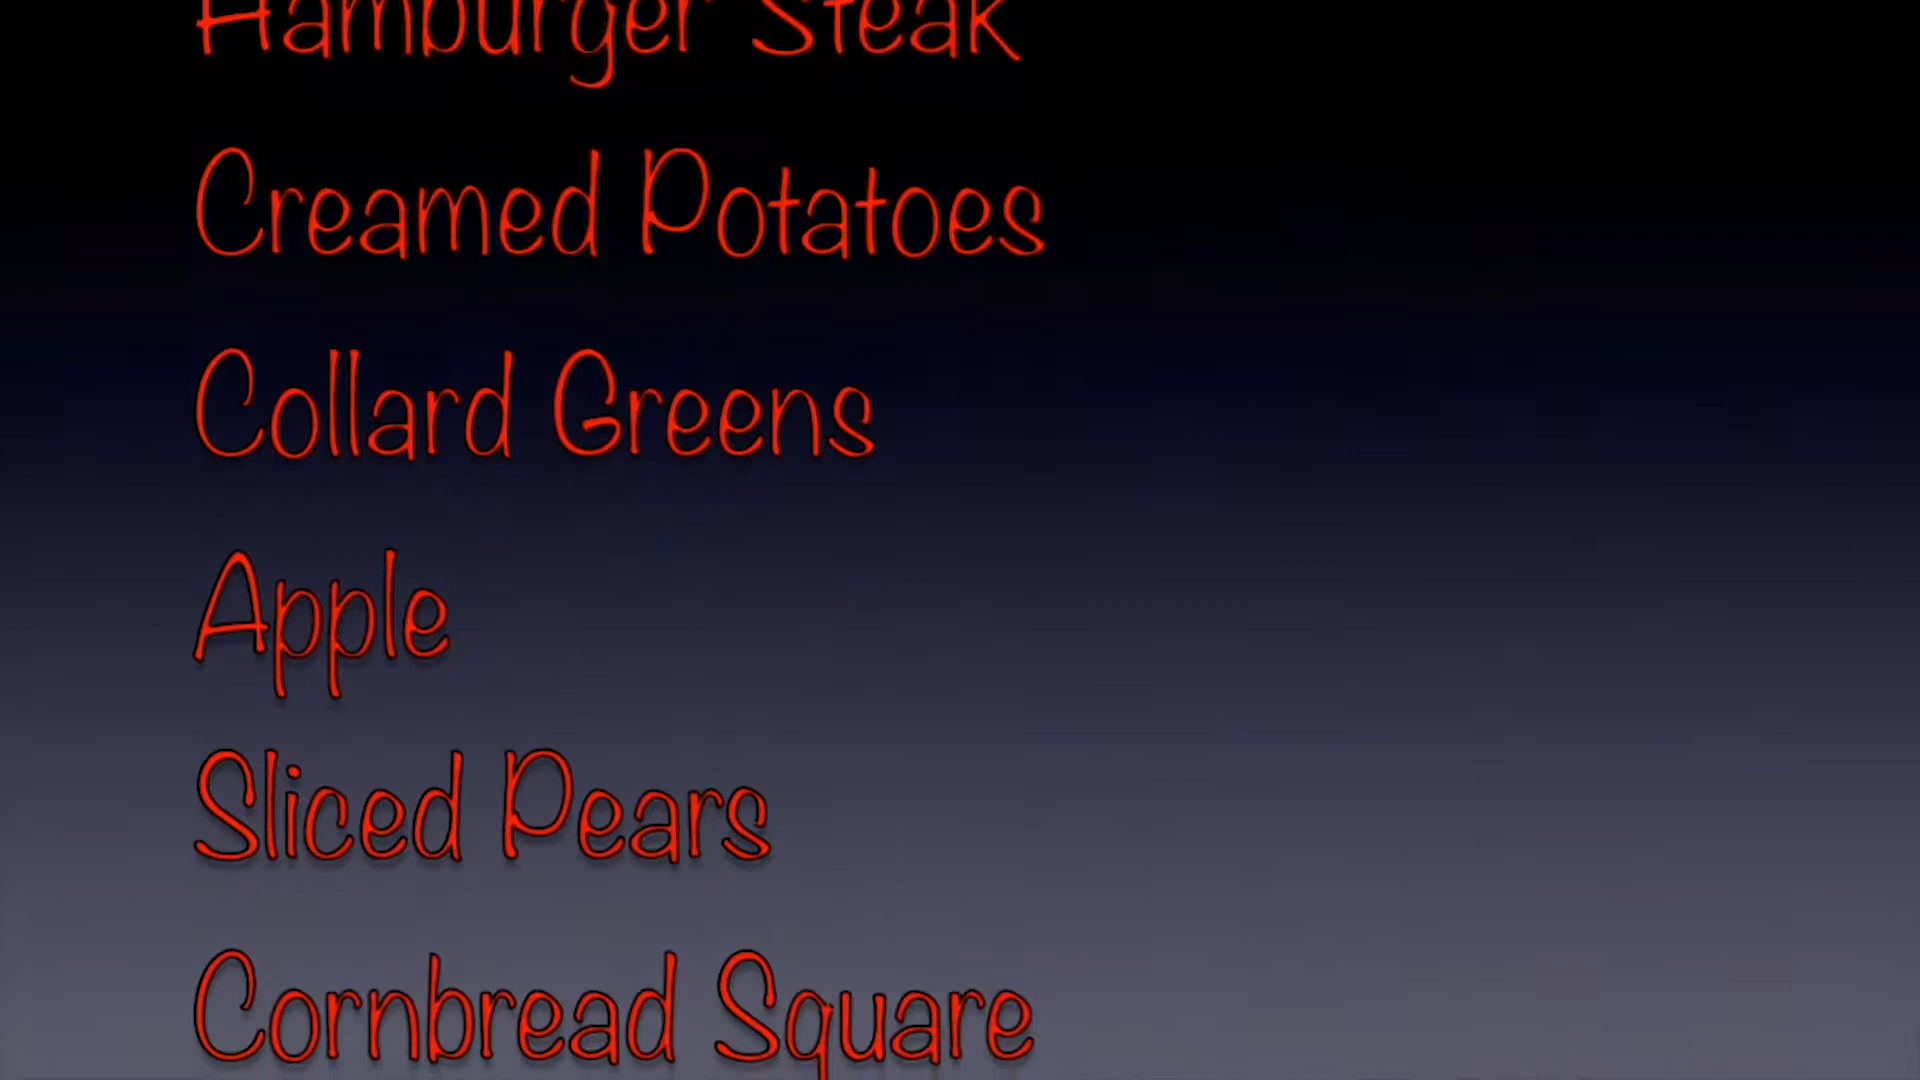 Hamburger Steak
Creamed Potatoes
Collard Greens
Apple
Sliced Pears
Cornbread Square